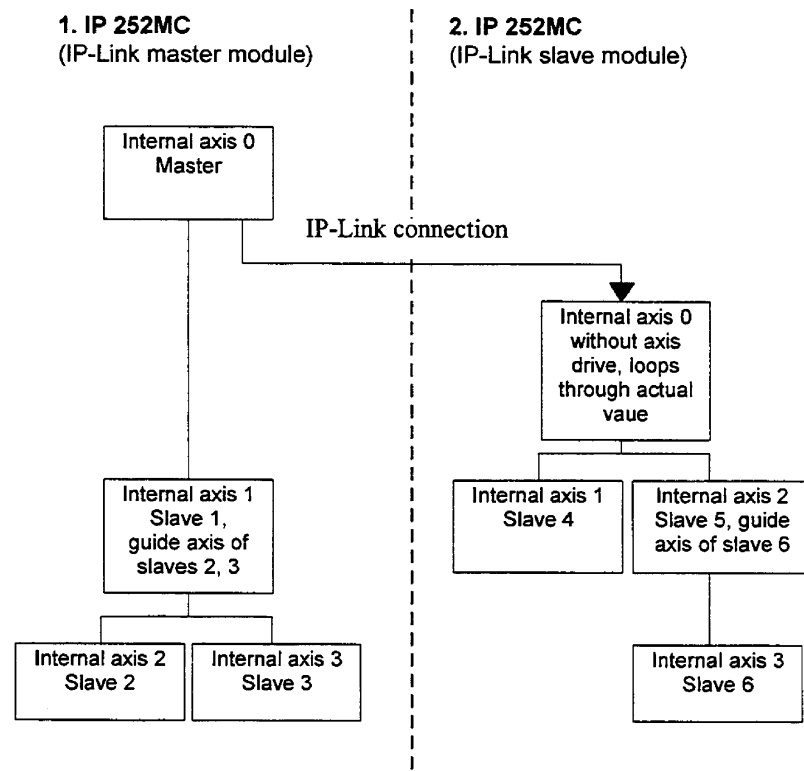 1. IP 252MC
(IP-Link master module)
2. IP 252MC
(IP-Link slave module)
Internal axis 0
Master
IP-Link connection
Internal axis 0
without axis
drive, loops
through actual
vaue
Internal axis 1
Slave 1,
guide axis of
slaves 2, 3
Internal axis 1
Slave 4
Internal axis 2
Slave 5, guide
axis of slave 6
Internal axis 2
Slave 2
Internal axis 3
Slave 3
Internal axis 3
Slave 6